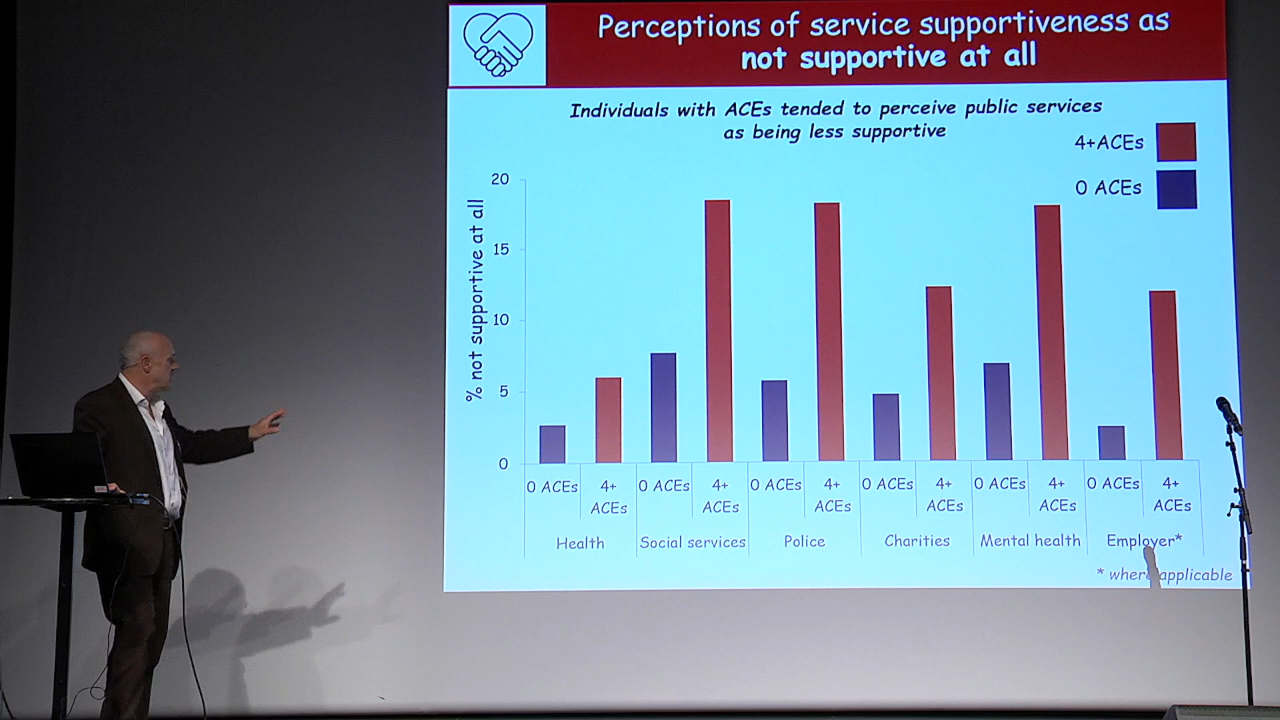 Perceptions of service supportiveness as
not supportive at all
Individuals with ACEs tended to perceive public services
as being less supportive
4+ACEs
0 ACEs
% not supportive at all
20
15
10
5
0
0 ACEs 4+ 0 ACEs 4+ 0 ACEs 4+ 0 ACEs 4+ 0 ACEs 4+ 0 ACEs 4+
ACEs ACEs ACEs ACEs ACEs ACEs
Health Social services Police Charities Mental health Employer*
* where applicable